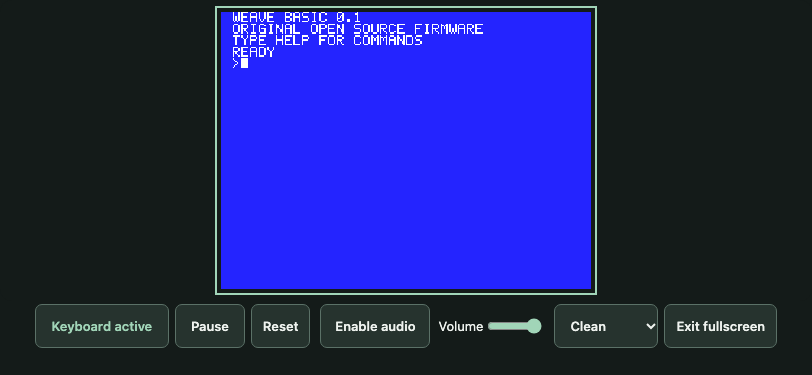 WEAVE BASIC 0.1
ORIGINAL OPEN SOURCE FIRMWARE
TYPE HELP FOR COMMANDS
READY
>
Keyboard active Pause Reset Enable audio Volume Clean Exit fullscreen